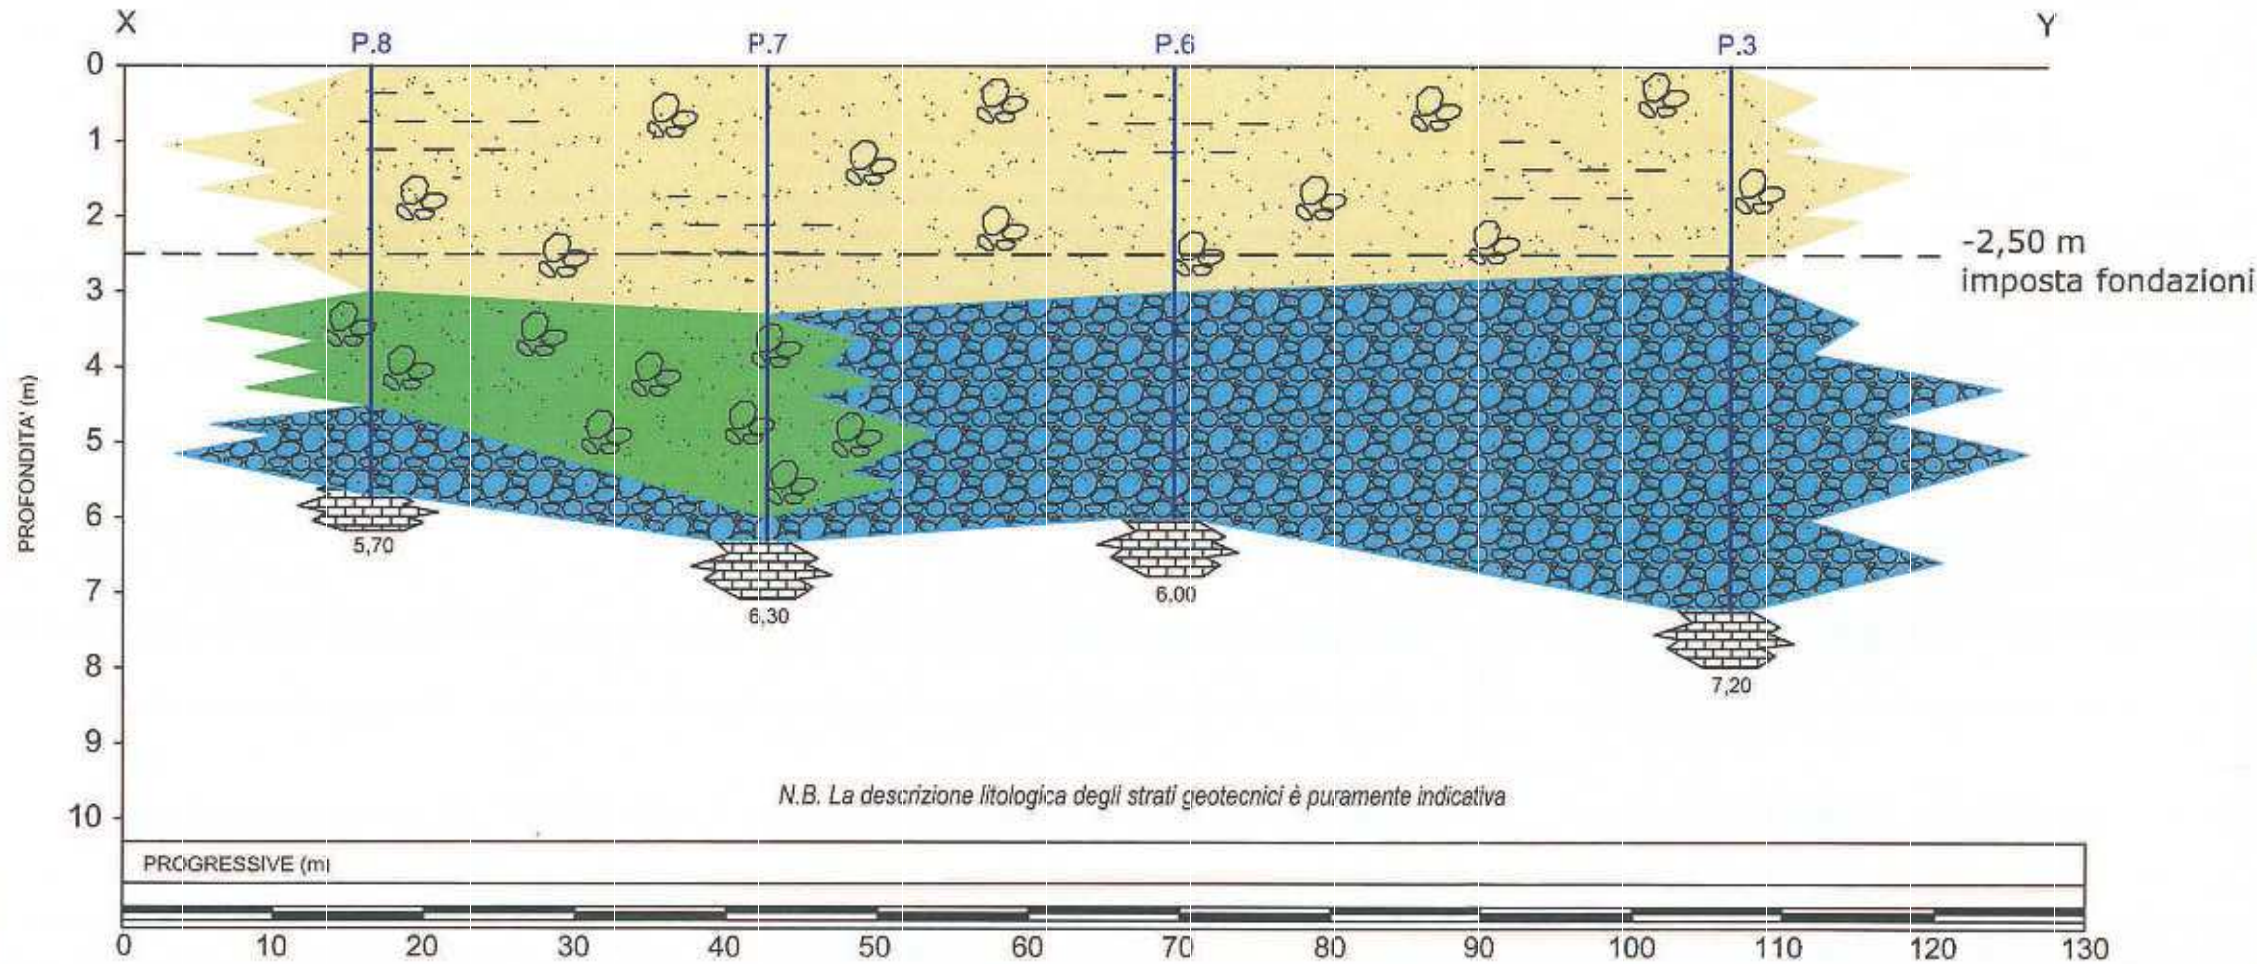 X
Y
P.8
P.7
P.6
P.3
0
1
2
3
4
5
6
7
8
9
10
PROFONDITA' (m)
-2,50 m
imposta fondazioni
5,70
6,30
6,00
7,20
N.B. La descrizione litologica degli strati geotecnici è puramente indicativa
PROGRESSIVE (m)
0 10 20 30 40 50 60 70 80 90 100 110 120 130